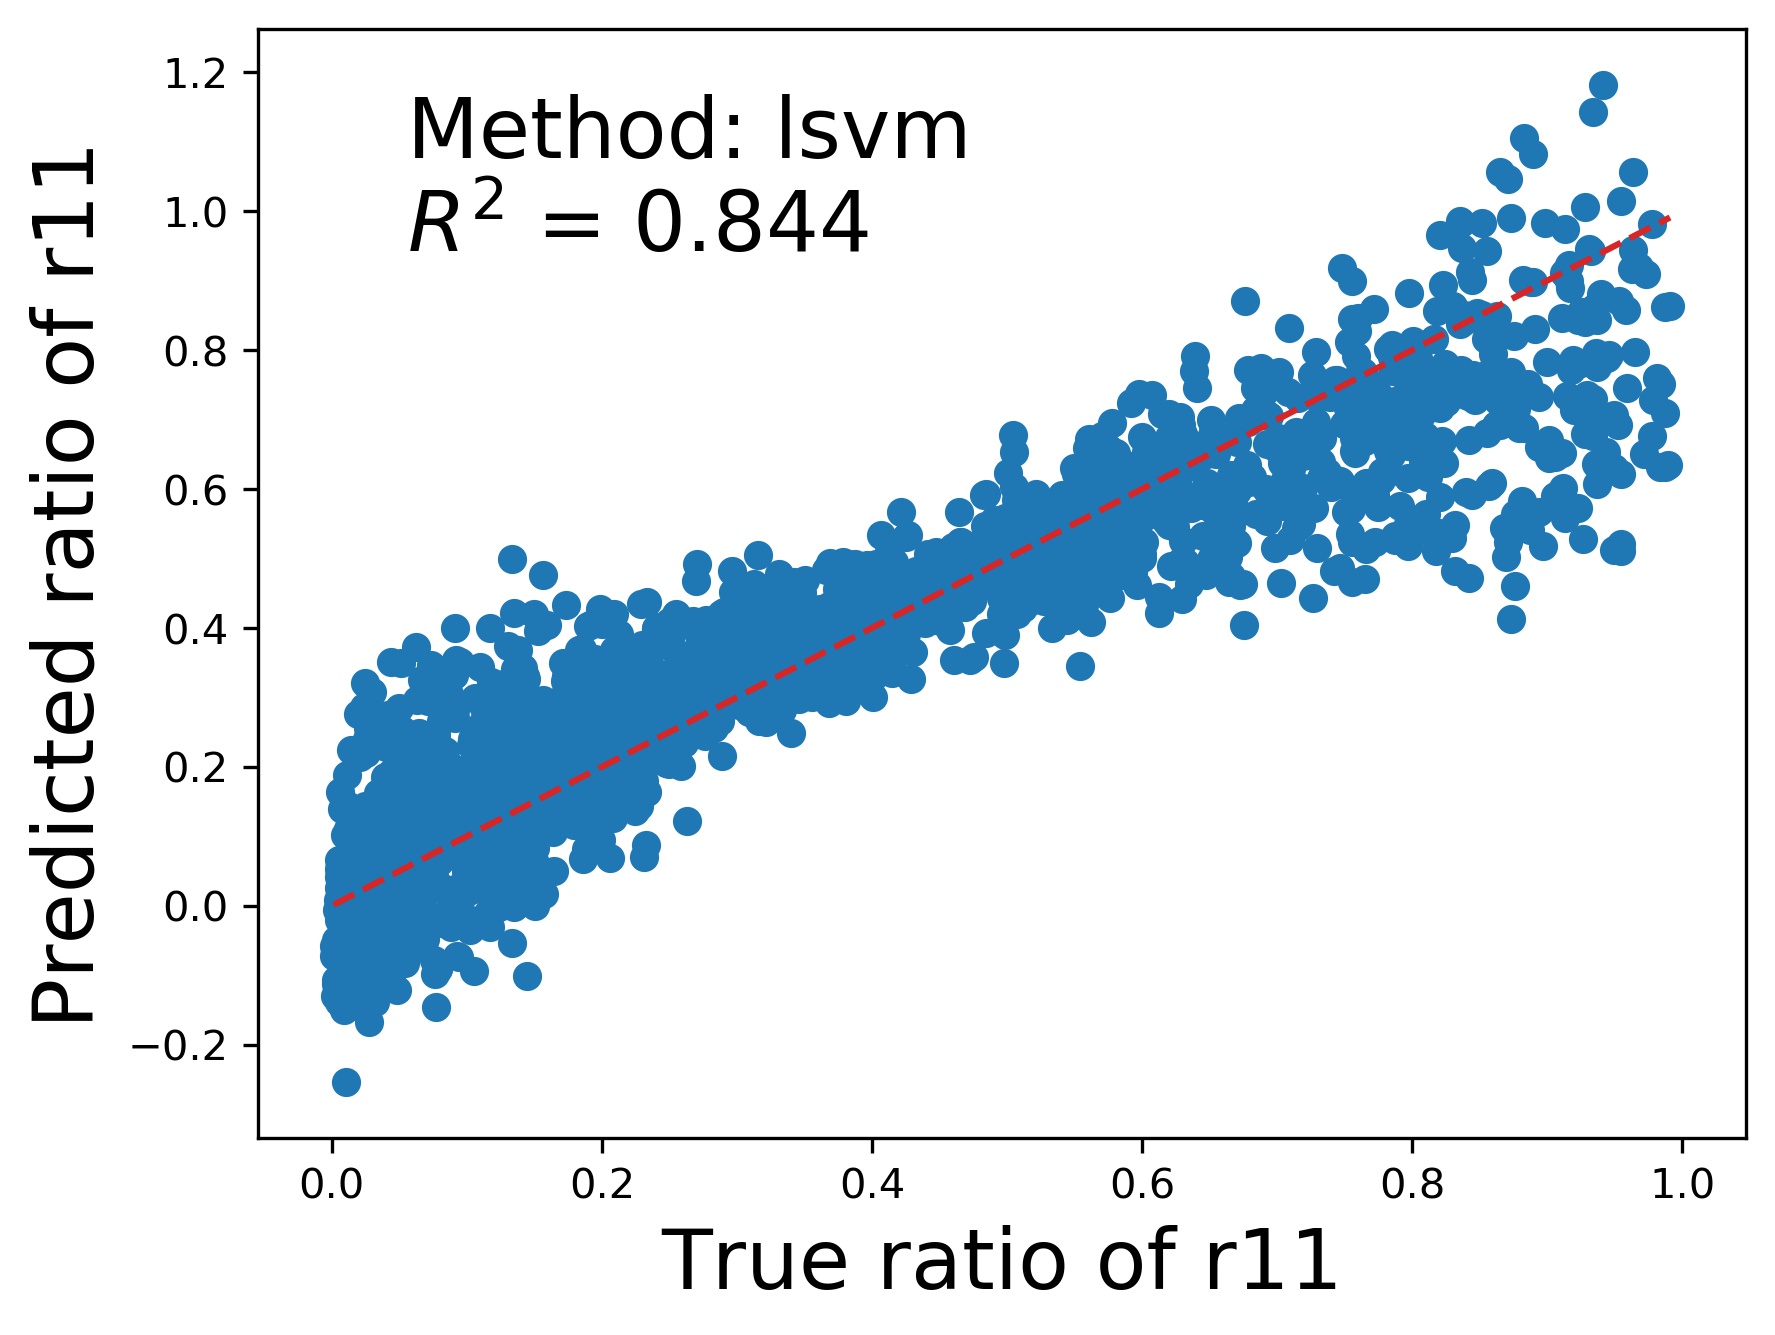 Method: lsvm
R² = 0.844
Predicted ratio of r11
1.2
1.0
0.8
0.6
0.4
0.2
0.0
−0.2
0.0 0.2 0.4 0.6 0.8 1.0
True ratio of r11